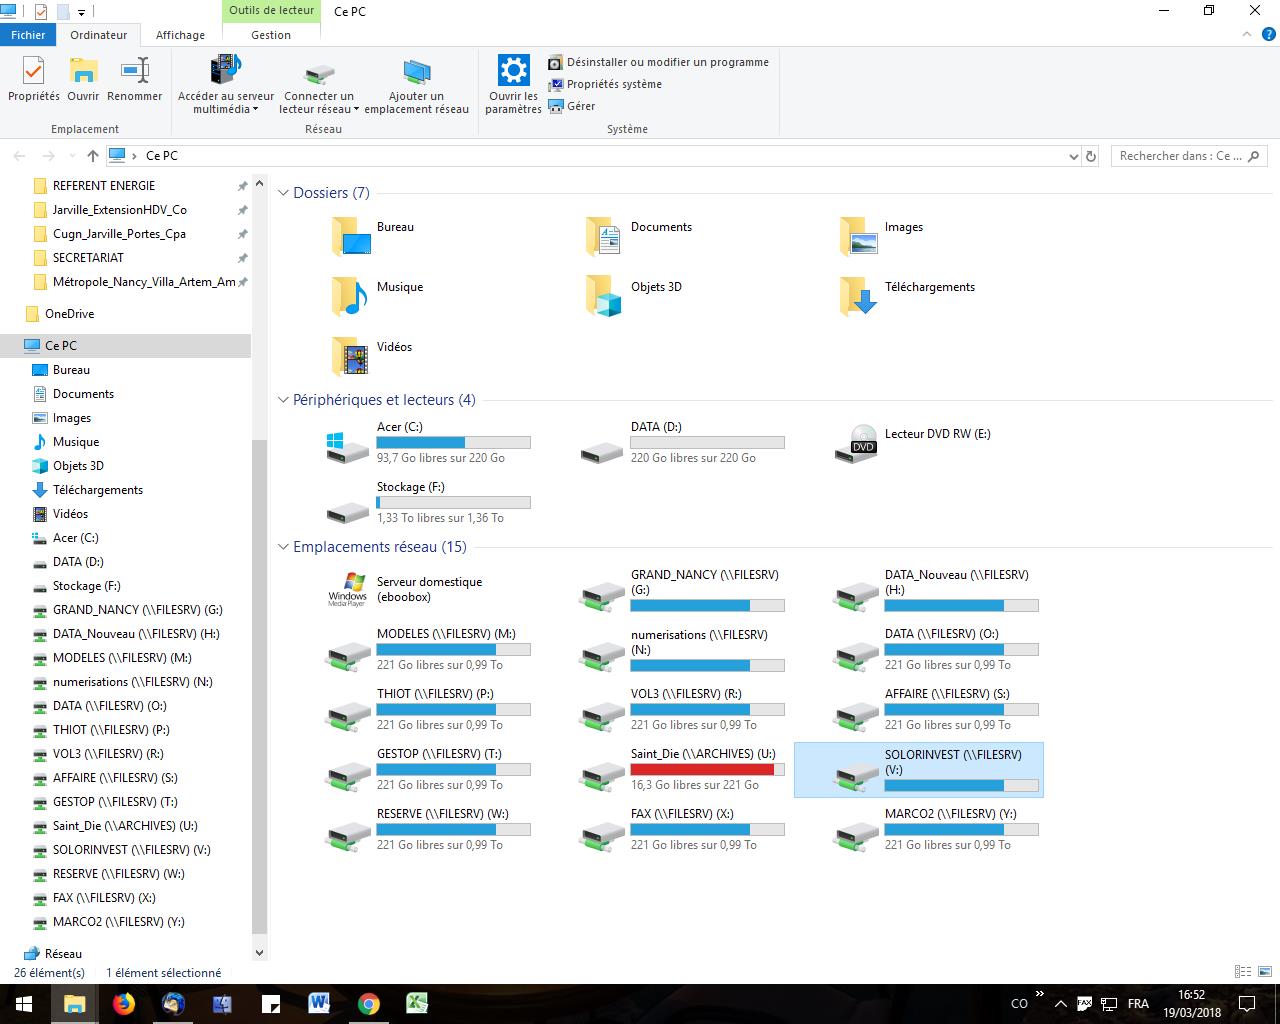 Outils de lecteur
Ce PC
Fichier
Ordinateur
Affichage
Gestion
Propriétés
Ouvrir
Renommer
Accéder au serveur multimédia
Connecter un lecteur réseau
Ajouter un emplacement réseau
Ouvrir les paramètres
Désinstaller ou modifier un programme
Propriétés système
Gérer
Emplacement
Réseau
Système
Ce PC
Rechercher dans : Ce ...
REFERENT ENERGIE
Jarville_ExtensionHDV_Co
Cugn_Jarville_Portes_Cpa
SECRETARIAT
Métropole_Nancy_Villa_Artem_Am
OneDrive
Ce PC
Bureau
Documents
Images
Musique
Objets 3D
Téléchargements
Vidéos
Acer (C:)
DATA (D:)
Stockage (F:)
GRAND_NANCY (\\FILESRV) (G:)
DATA_Nouveau (\\FILESRV) (H:)
MODELES (\\FILESRV) (M:)
numerisations (\\FILESRV) (N:)
DATA (\\FILESRV) (O:)
THIOT (\\FILESRV) (P:)
VOL3 (\\FILESRV) (R:)
AFFAIRE (\\FILESRV) (S:)
GESTOP (\\FILESRV) (T:)
Saint_Die (\\ARCHIVES) (U:)
SOLORINVEST (\\FILESRV) (V:)
RESERVE (\\FILESRV) (W:)
FAX (\\FILESRV) (X:)
MARCO2 (\\FILESRV) (Y:)
Réseau
Dossiers (7)
Bureau
Documents
Images
Musique
Objets 3D
Téléchargements
Vidéos
Périphériques et lecteurs (4)
Acer (C:)
93,7 Go libres sur 220 Go
DATA (D:)
220 Go libres sur 220 Go
DVD
Lecteur DVD RW (E:)
Stockage (F:)
1,33 To libres sur 1,36 To
Emplacements réseau (15)
Windows
Media Player
Serveur domestique
(eboobox)
GRAND_NANCY (\\FILESRV)
(G:)
DATA_Nouveau (\\FILESRV)
(H:)
MODELES (\\FILESRV) (M:)
221 Go libres sur 0,99 To
numerisations (\\FILESRV)
(N:)
DATA (\\FILESRV) (O:)
221 Go libres sur 0,99 To
THIOT (\\FILESRV) (P:)
221 Go libres sur 0,99 To
VOL3 (\\FILESRV) (R:)
221 Go libres sur 0,99 To
AFFAIRE (\\FILESRV) (S:)
221 Go libres sur 0,99 To
GESTOP (\\FILESRV) (T:)
221 Go libres sur 0,99 To
Saint_Die (\\ARCHIVES) (U:)
16,3 Go libres sur 221 Go
SOLORINVEST (\\FILESRV)
(V:)
RESERVE (\\FILESRV) (W:)
221 Go libres sur 0,99 To
FAX (\\FILESRV) (X:)
221 Go libres sur 0,99 To
MARCO2 (\\FILESRV) (Y:)
221 Go libres sur 0,99 To
26 élément(s)
1 élément sélectionné
CO
FAX
FRA
16:52
19/03/2018